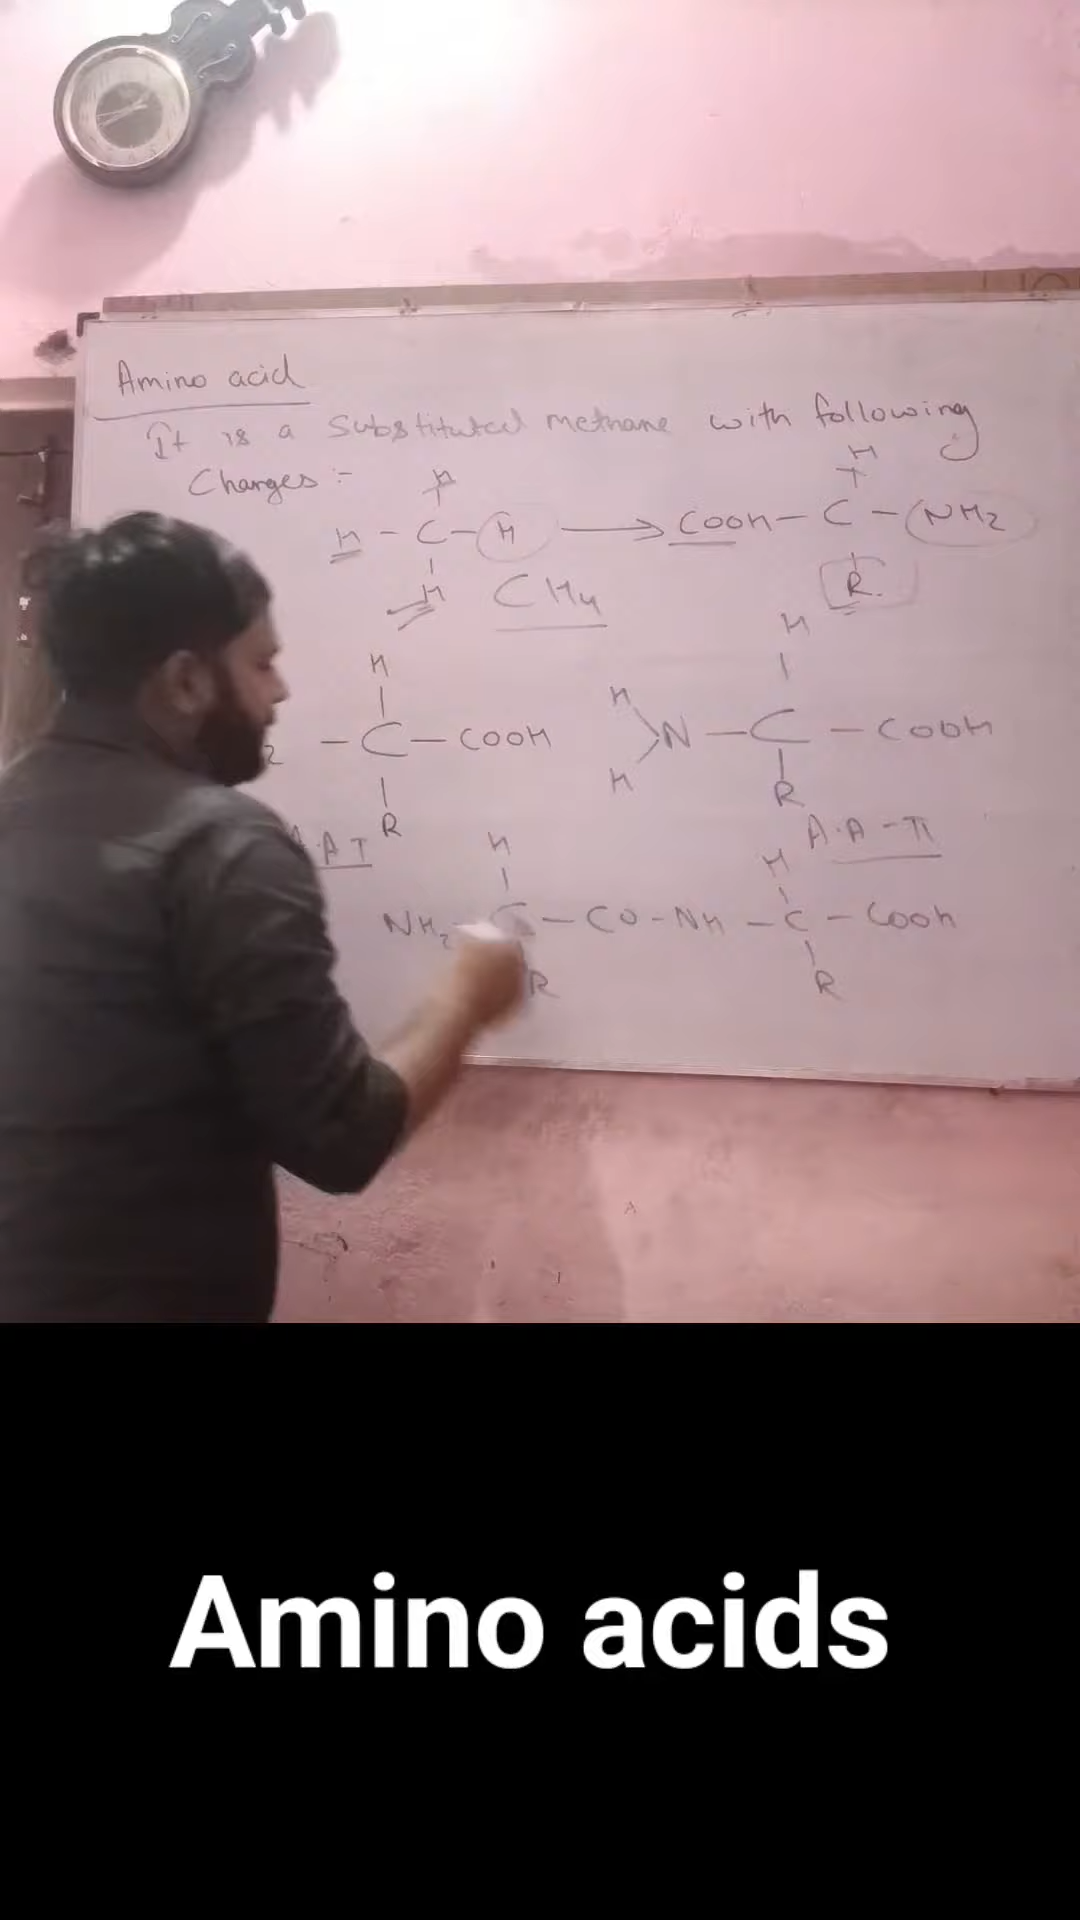 Amino acid
It is a substituted methane with following
Changes :-
H
H
H - C - H → COOH - C - NH2
H
CH4
R.
H
H
- C - COOH
H
N - C - COOH
H
R
R
A.A I
A.A - II
H
H
NH2 - C - CO - NH - C - COOH
R
R
Amino acids